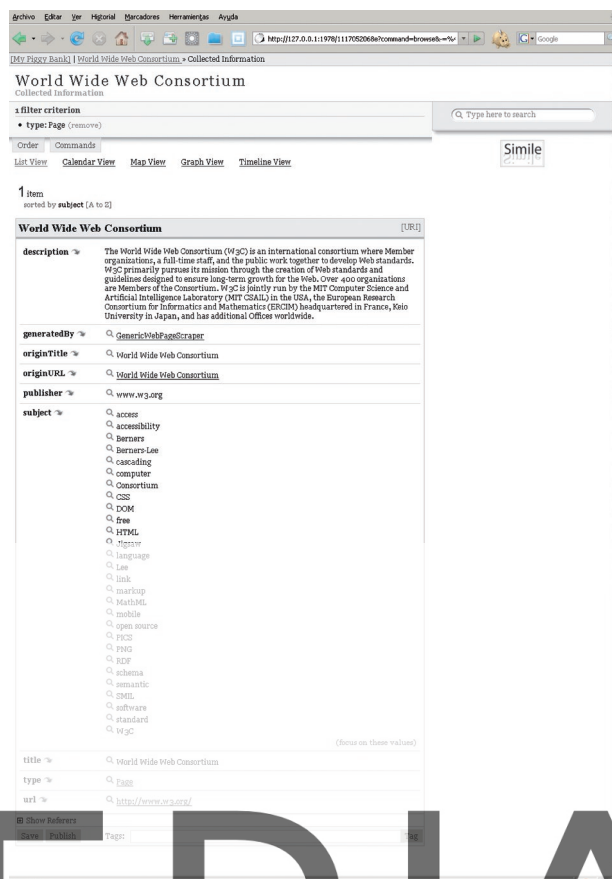 Archivo Editar Ver Historial Marcadores Herramientas Ayuda
http://127.0.0.1:1978/1117052068e?command=browse&-=%
Google
[My Piggy Bank] | World Wide Web Consortium » Collected Information
World Wide Web Consortium
Collected Information
1 filter criterion
• type: Page (remove)
Type here to search
Order Commands
Simile
List View Calendar View Map View Graph View Timeline View
1 item
sorted by subject [A to Z]
World Wide Web Consortium [URI]
description The World Wide Web Consortium (W3C) is an international consortium where Member
organizations, a full-time staff, and the public work together to develop Web standards.
W3C primarily pursues its mission through the creation of Web standards and
guidelines designed to ensure long-term growth for the Web. Over 400 organizations
are Members of the Consortium. W3C is jointly run by the MIT Computer Science and
Artificial Intelligence Laboratory (MIT CSAIL) in the USA, the European Research
Consortium for Informatics and Mathematics (ERCIM) headquartered in France, Keio
University in Japan, and has additional Offices worldwide.
generatedBy GenericWebPageScraper
originTitle World Wide Web Consortium
originURL World Wide Web Consortium
publisher www.w3.org
subject access
accessibility
Berners
Berners-Lee
cascading
computer
Consortium
CSS
DOM
free
HTML
Jigsaw
language
Lee
link
markup
MathML
mobile
open source
PICS
PNG
RDF
schema
semantic
SMIL
software
standard
W3C
(focus on these values)
title World Wide Web Consortium
type Page
url http://www.w3.org/
Show Referers
Save Publish Tags: Tag